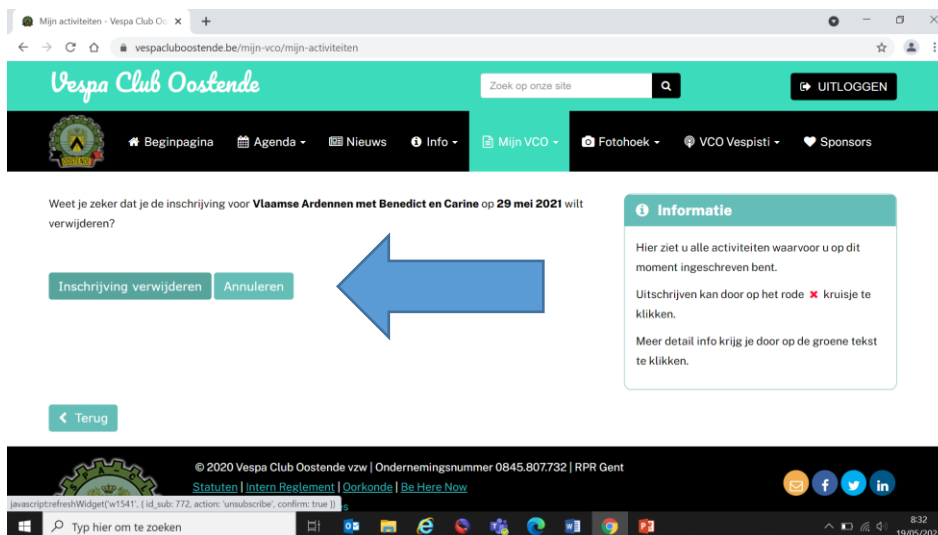 Mijn activiteiten - Vespa Club Oo
vespacluboostende.be/mijn-vco/mijn-activiteiten
Vespa Club Oostende
Zoek op onze site
UITLOGGEN
OOSTENDE
Beginpagina
Agenda
Nieuws
Info
Mijn VCO
Fotohoek
VCO Vespisti
Sponsors
Weet je zeker dat je de inschrijving voor Vlaamse Ardennen met Benedict en Carine op 29 mei 2021 wilt
verwijderen?
Inschrijving verwijderen
Annuleren
Informatie
Hier ziet u alle activiteiten waarvoor u op dit
moment ingeschreven bent.
Uitschrijven kan door op het rode ✖ kruisje te
klikken.
Meer detail info krijg je door op de groene tekst
te klikken.
Terug
© 2020 Vespa Club Oostende vzw | Ondernemingsnummer 0845.807.732 | RPR Gent
Statuten | Intern Reglement | Oorkonde | Be Here Now
javascript:refreshWidget('w1541', { id_sub: 772, action: 'unsubscribe', confirm: true })
Typ hier om te zoeken
8:32
19/05/202